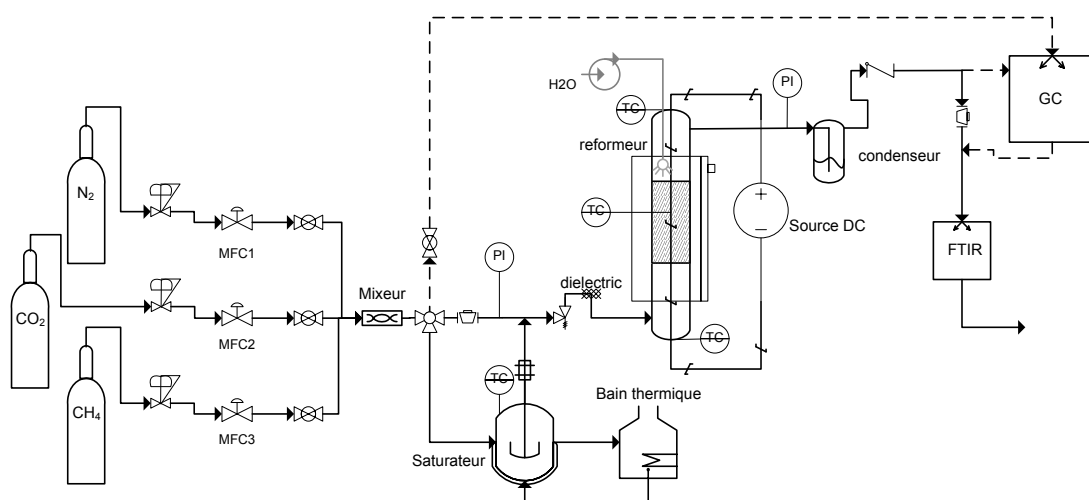 H2O
PI
TC
GC
reformeur
condenseur
N2
TC
+
Source DC
−
FTIR
MFC1
PI
dielectric
Mixeur
CO2
MFC2
TC
TC
Bain thermique
CH4
MFC3
Saturateur